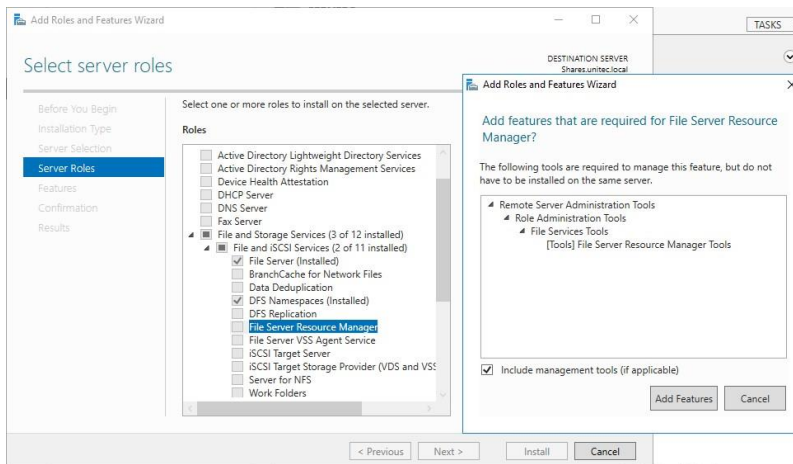 Add Roles and Features Wizard
TASKS
Select server roles
DESTINATION SERVER
Shares.unitec.local
Before You Begin
Installation Type
Server Selection
Server Roles
Features
Confirmation
Results
Select one or more roles to install on the selected server.
Roles
Active Directory Lightweight Directory Services
Active Directory Rights Management Services
Device Health Attestation
DHCP Server
DNS Server
Fax Server
File and Storage Services (3 of 12 installed)
File and iSCSI Services (2 of 11 installed)
File Server (Installed)
BranchCache for Network Files
Data Deduplication
DFS Namespaces (Installed)
DFS Replication
File Server Resource Manager
File Server VSS Agent Service
iSCSI Target Server
iSCSI Target Storage Provider (VDS and VSS
Server for NFS
Work Folders
< Previous
Next >
Install
Cancel
Add Roles and Features Wizard
Add features that are required for File Server Resource
Manager?
The following tools are required to manage this feature, but do not
have to be installed on the same server.
Remote Server Administration Tools
Role Administration Tools
File Services Tools
[Tools] File Server Resource Manager Tools
Include management tools (if applicable)
Add Features
Cancel